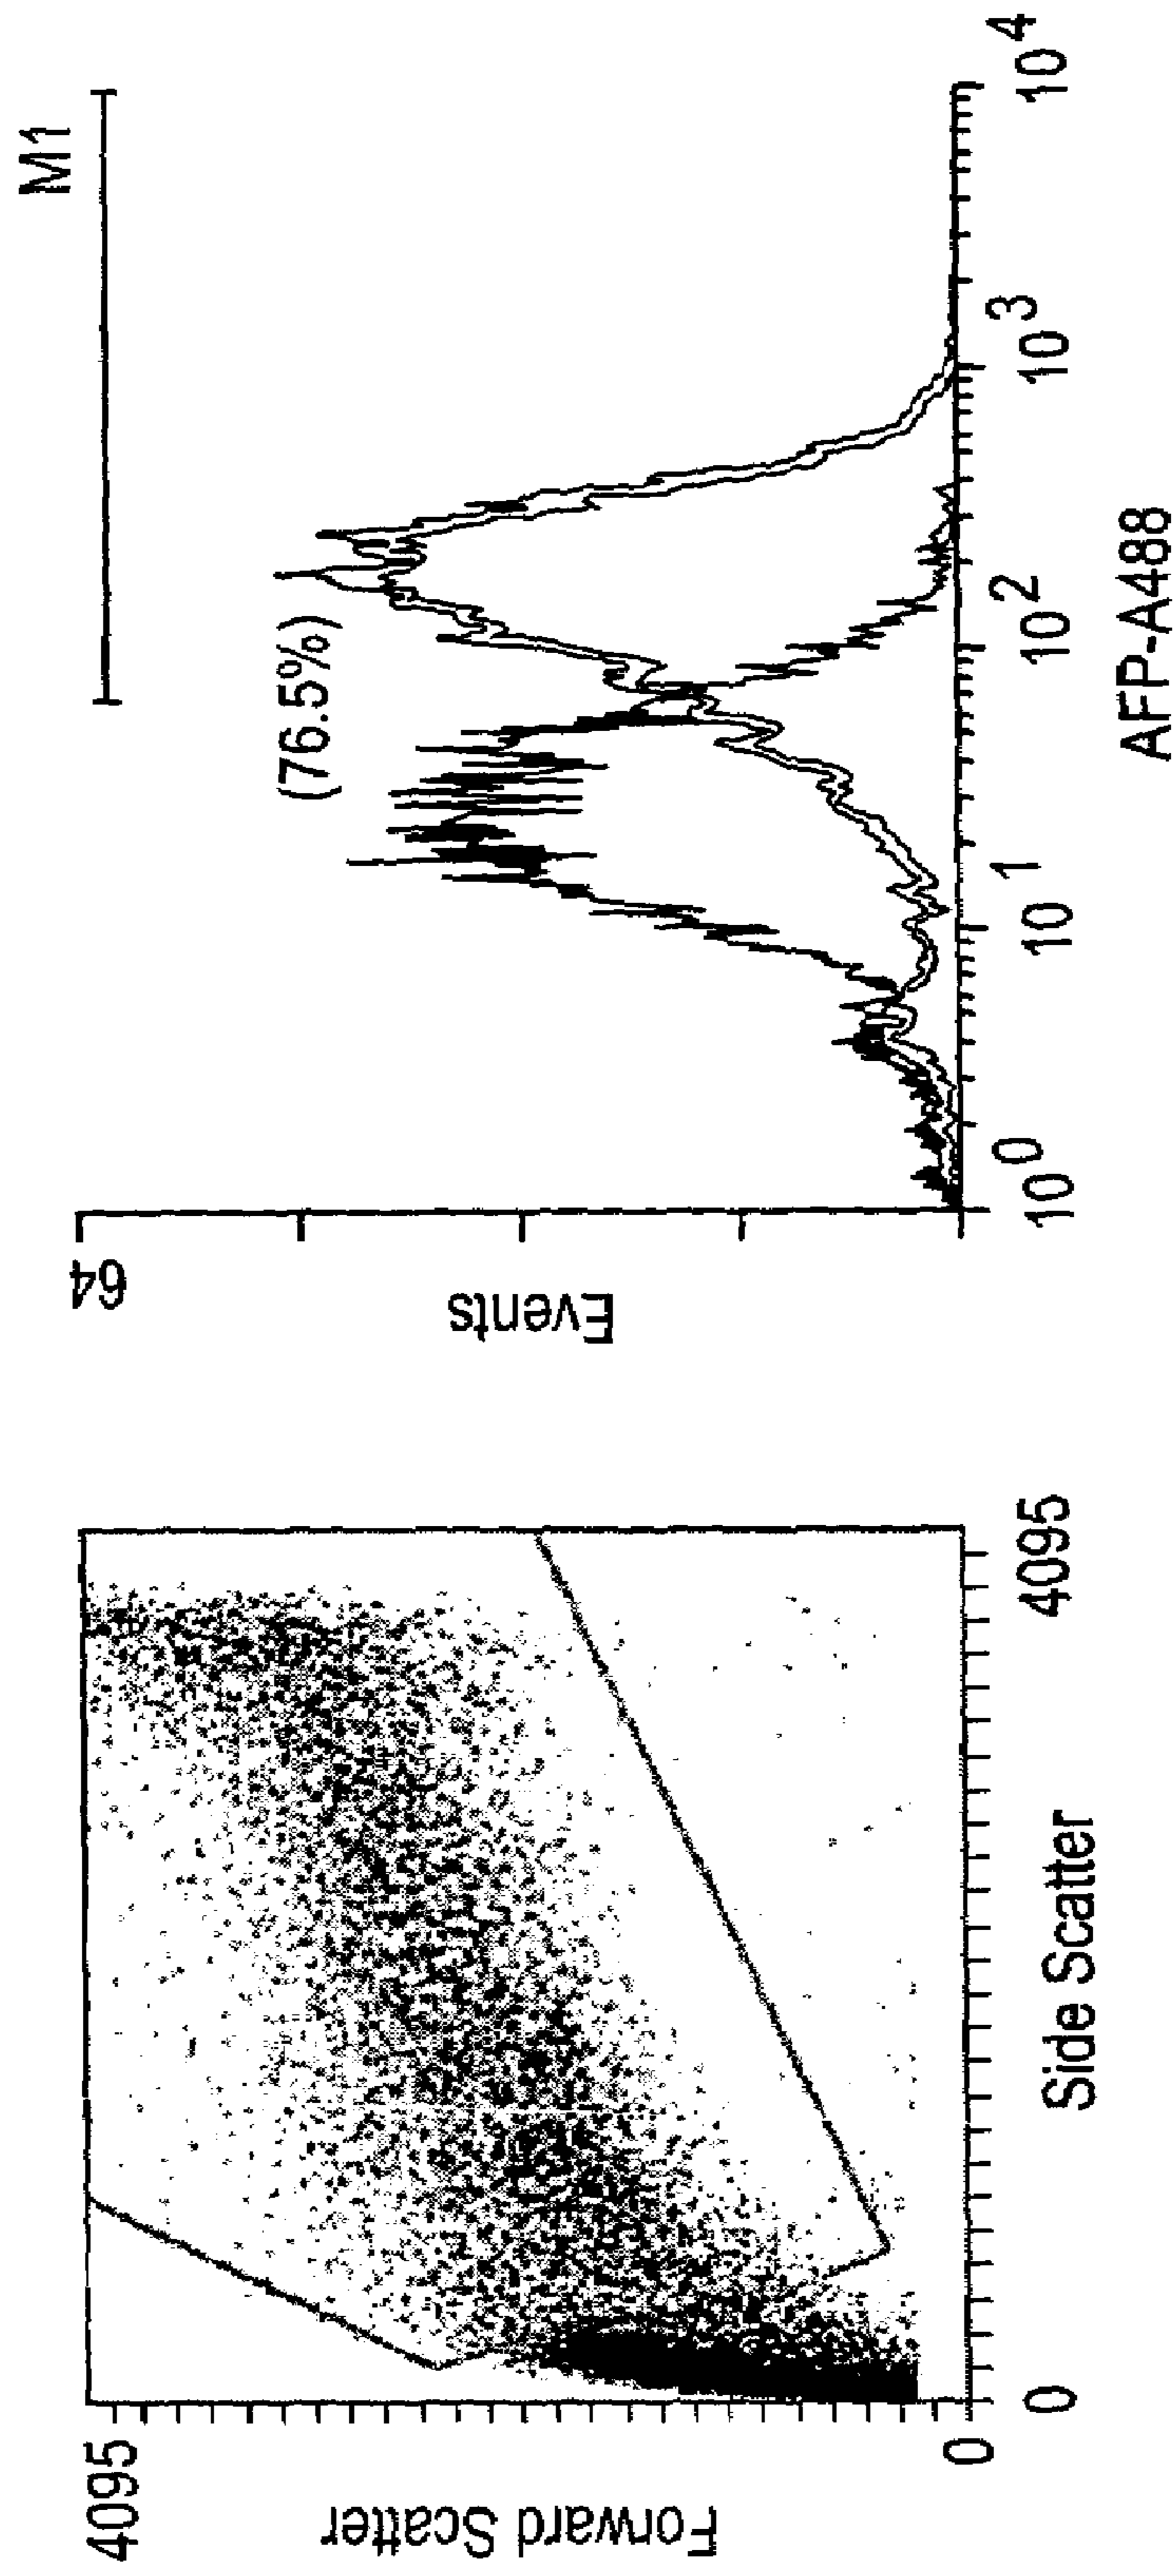 4095
Forward Scatter
0
0
4095
Side Scatter
M1
(76.5%)
64
Events
10^0
10^1
10^2
10^3
10^4
AFP-A488